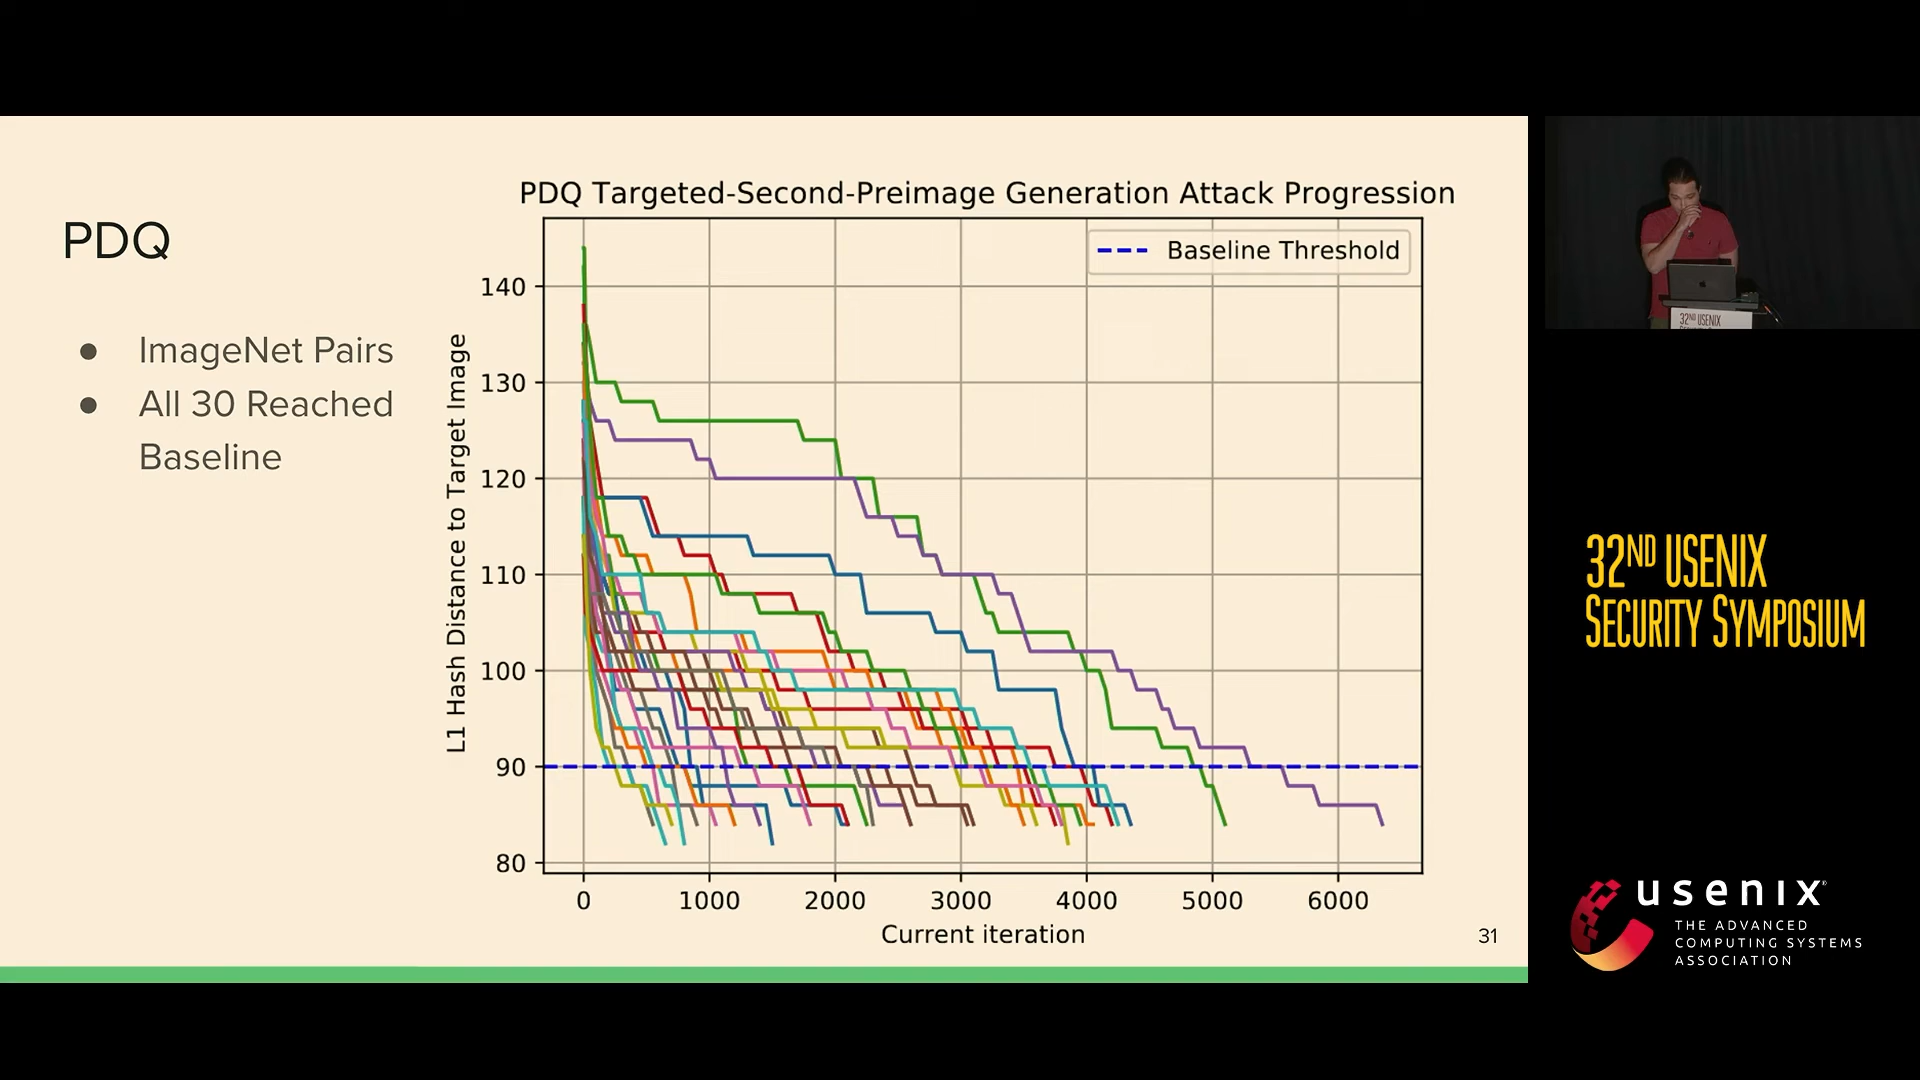 PDQ
● ImageNet Pairs
● All 30 Reached
Baseline
PDQ Targeted-Second-Preimage Generation Attack Progression
Baseline Threshold
L1 Hash Distance to Target Image
140
130
120
110
100
90
80
0 1000 2000 3000 4000 5000 6000
Current iteration
31
32ND USENIX
32ND USENIX
SECURITY SYMPOSIUM
usenix®
THE ADVANCED
COMPUTING SYSTEMS
ASSOCIATION